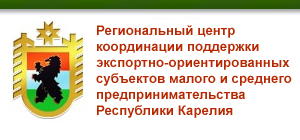 Региональный центр
координации поддержки
экспортно-ориентированных
субъектов малого и среднего
предпринимательства
Республики Карелия